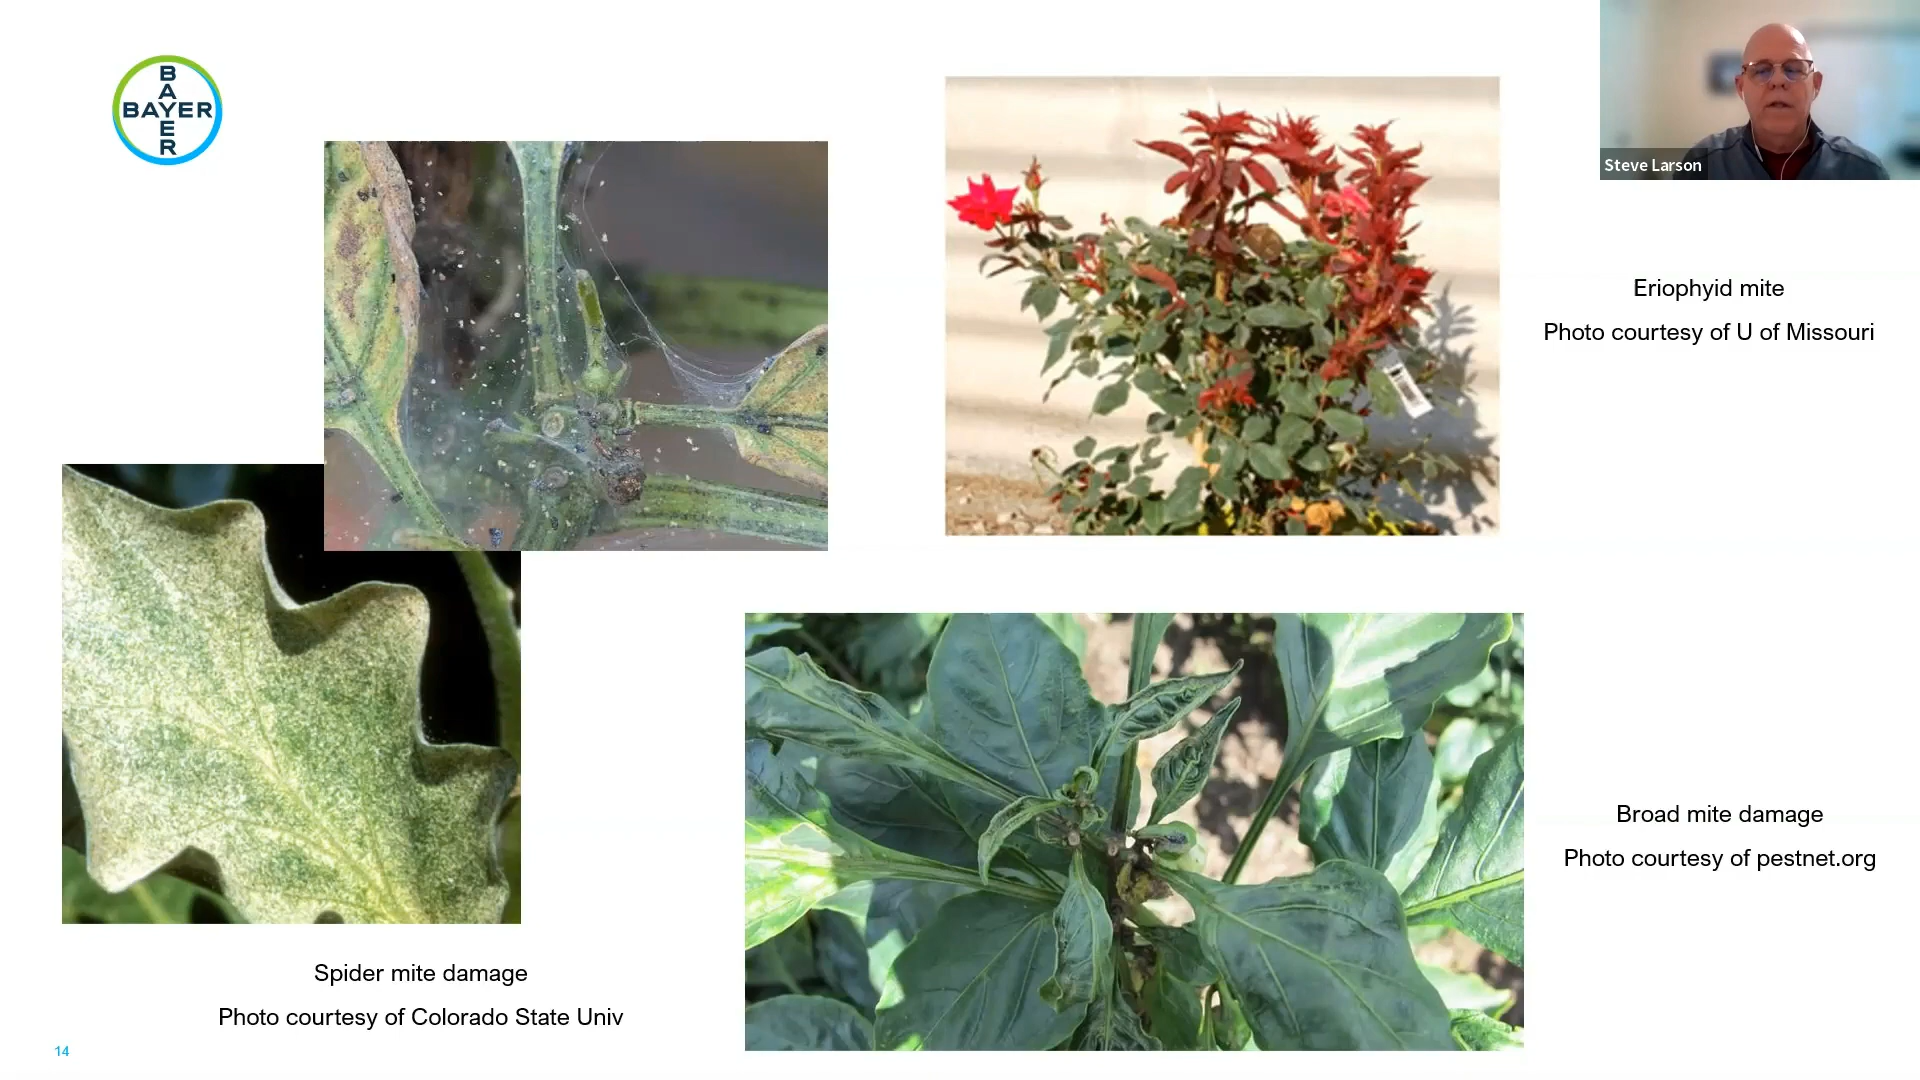 BAYER
BAYER
Steve Larson
Eriophyid mite
Photo courtesy of U of Missouri
Broad mite damage
Photo courtesy of pestnet.org
Spider mite damage
Photo courtesy of Colorado State Univ
14